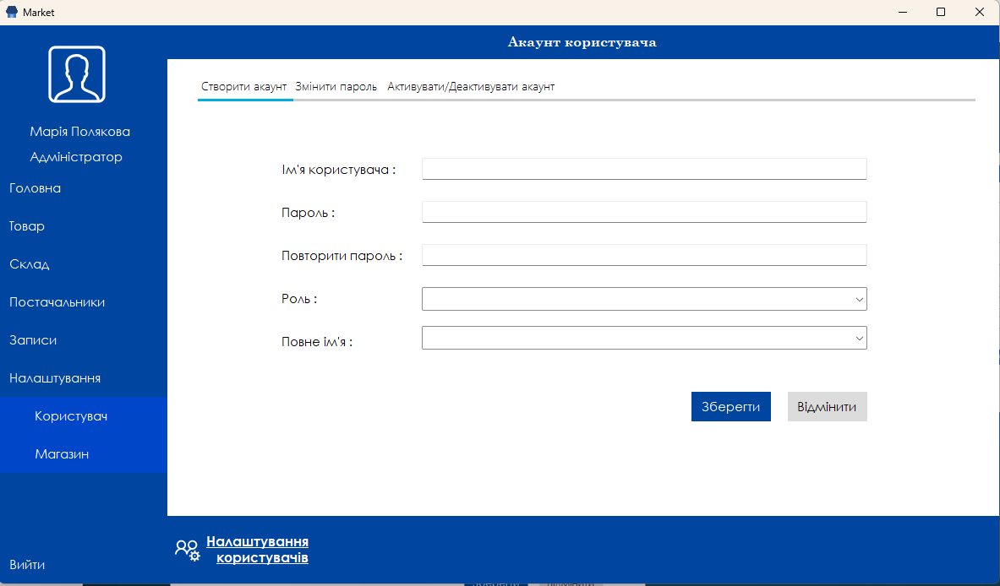 Market
Акаунт користувача
Марія Полякова
Адміністратор
Головна
Товар
Склад
Постачальники
Записи
Налаштування
Користувач
Магазин
Вийти
Створити акаунт Змінити пароль Активувати/Деактивувати акаунт
Ім'я користувача :
Пароль :
Повторити пароль :
Роль :
Повне ім'я :
Зберегти Відмінити
Налаштування
користувачів